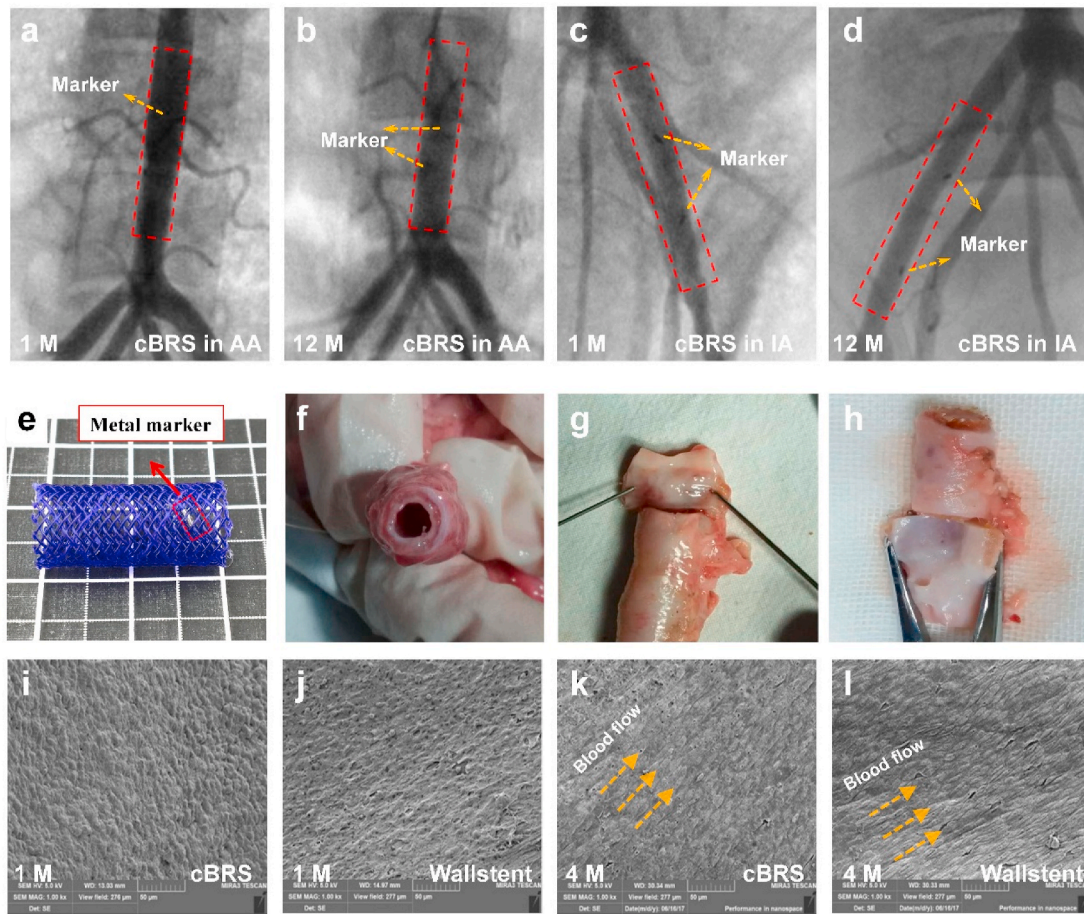 a
Marker
1 M
cBRS in AA
b
Marker
12 M
cBRS in AA
c
Marker
1 M
cBRS in IA
d
Marker
12 M
cBRS in IA
e
Metal marker
f
g
h
i
1 M
cBRS
SEM HV: 5.0 kV
WD: 13.03 mm
MIRA3 TESCAN
SEM MAG: 1.00 kx
View field: 276 μm
50 μm
Det: SE
j
1 M
Wallstent
SEM HV: 5.0 kV
WD: 14.97 mm
MIRA3 TESCAN
SEM MAG: 1.00 kx
View field: 277 μm
50 μm
Det: SE
k
Blood flow
4 M
cBRS
SEM HV: 5.0 kV
WD: 30.34 mm
MIRA3 TESCAN
SEM MAG: 1.00 kx
View field: 277 μm
50 μm
Det: SE
Date(m/d/y): 06/16/17
Performance in nanospace
l
Blood flow
4 M
Wallstent
SEM HV: 5.0 kV
WD: 30.33 mm
MIRA3 TESCAN
SEM MAG: 1.00 kx
View field: 277 μm
50 μm
Det: SE
Date(m/d/y): 06/16/17
Performance in nanospace